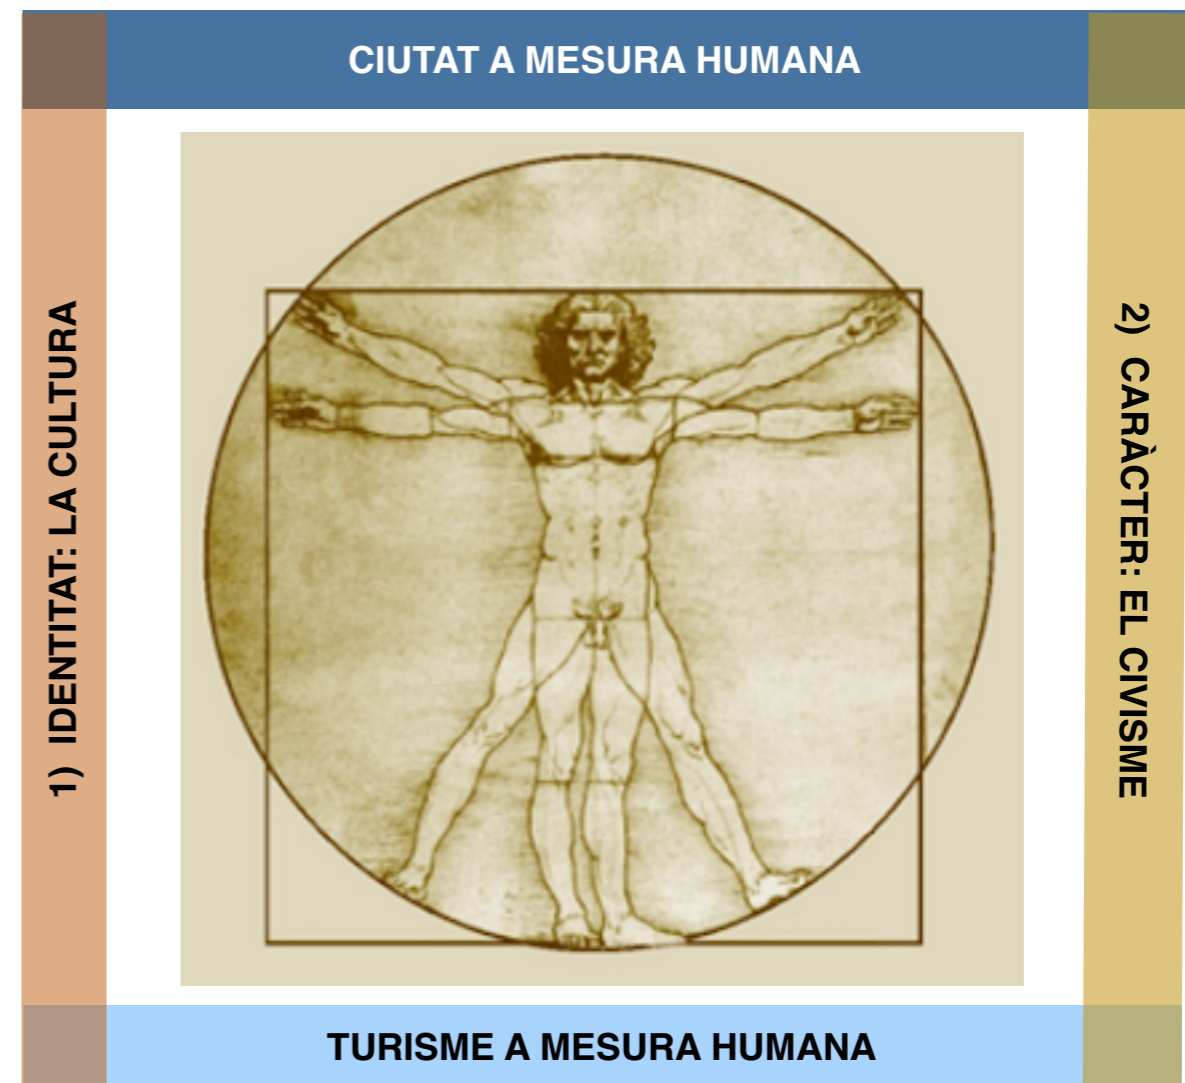 CIUTAT A MESURA HUMANA
1) IDENTITAT: LA CULTURA
2) CARÀCTER: EL CIVISME
TURISME A MESURA HUMANA